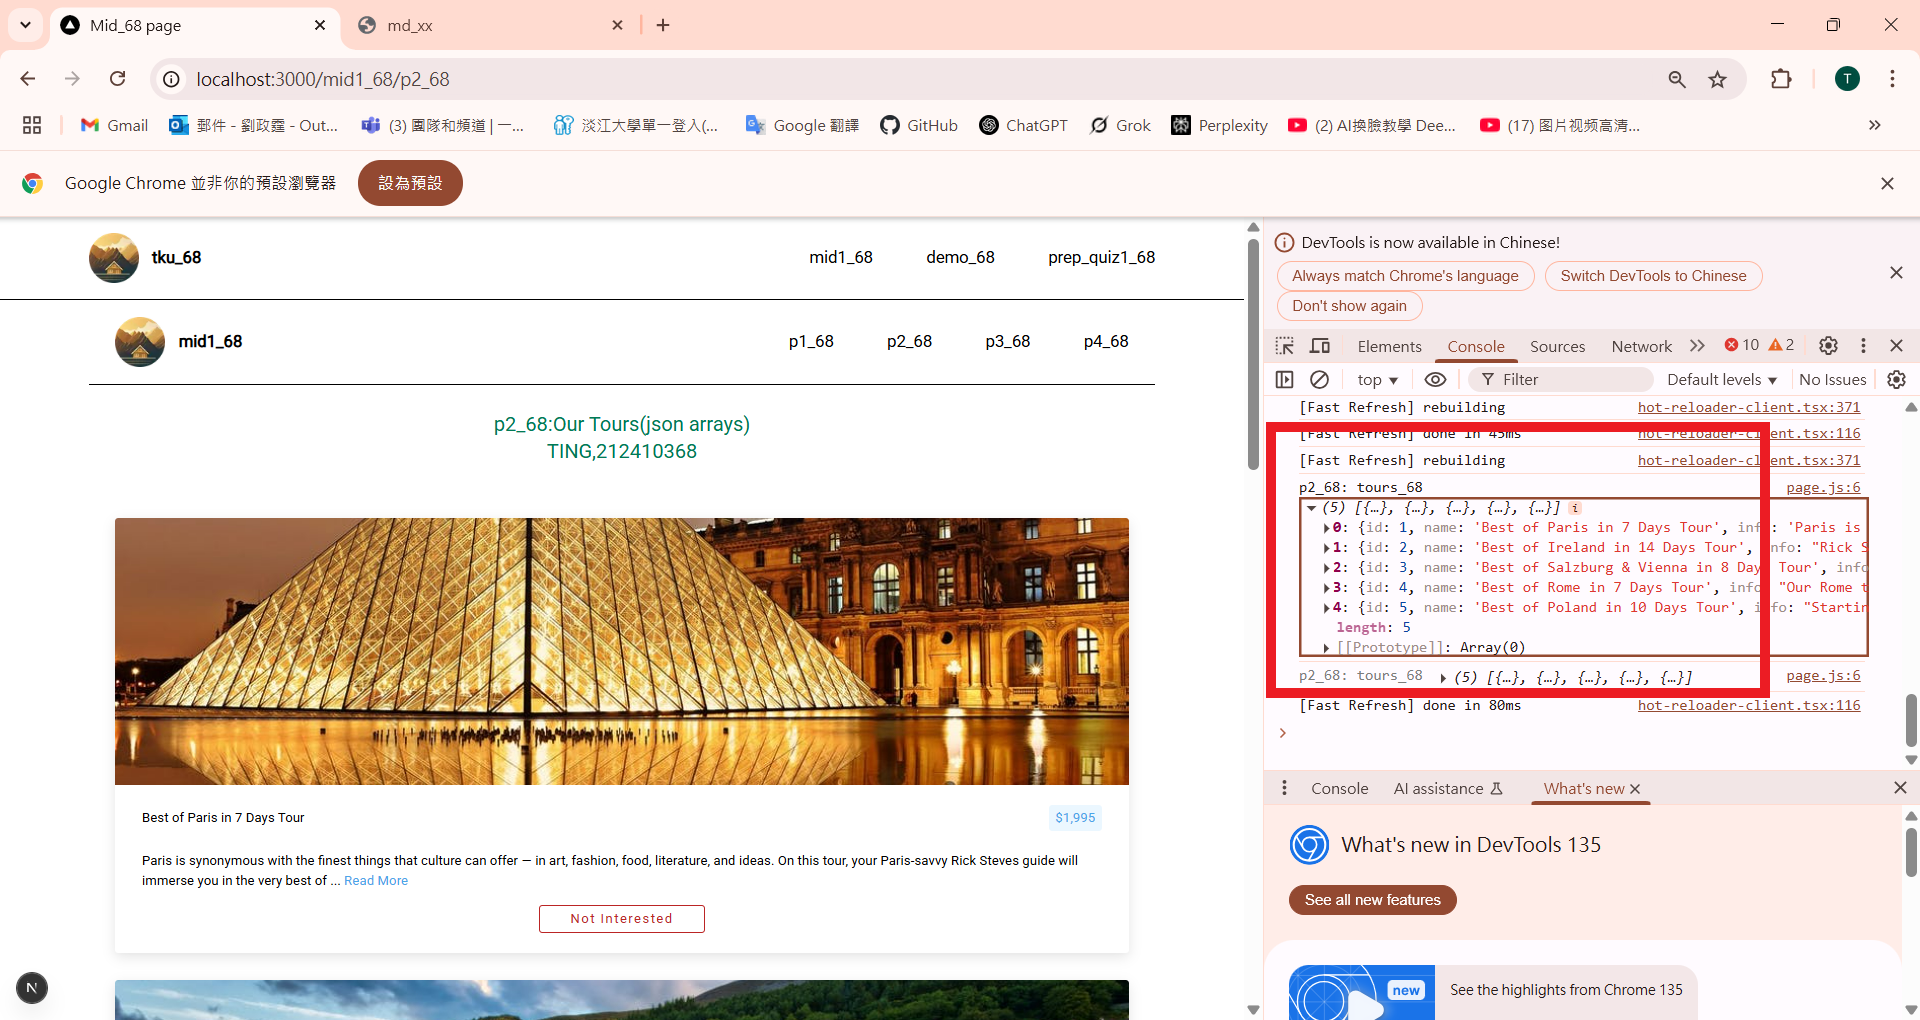 Mid_68 page
md_xx
localhost:3000/mid1_68/p2_68
T
Gmail
郵件 - 劉政霆 - Out...
(3) 團隊和頻道 | 一...
淡江大學單一登入(...
Google 翻譯
GitHub
ChatGPT
Grok
Perplexity
(2) AI換臉教學 Dee...
(17) 图片视频高清...
Google Chrome 並非你的預設瀏覽器
設為預設
tku_68
mid1_68
demo_68
prep_quiz1_68
mid1_68
p1_68
p2_68
p3_68
p4_68
p2_68:Our Tours(json arrays)
TING,212410368
Best of Paris in 7 Days Tour
$1,995
Paris is synonymous with the finest things that culture can offer — in art, fashion, food, literature, and ideas. On this tour, your Paris-savvy Rick Steves guide will
immerse you in the very best of ... Read More
Not Interested
N
DevTools is now available in Chinese!
Always match Chrome's language
Switch DevTools to Chinese
Don't show again
Elements
Console
Sources
Network
10
2
top
Filter
Default levels
No Issues
[Fast Refresh] rebuilding hot-reloader-client.tsx:371
[Fast Refresh] done in 45ms hot-reloader-client.tsx:116
[Fast Refresh] rebuilding hot-reloader-client.tsx:371
p2_68: tours_68 page.js:6
(5) [{…}, {…}, {…}, {…}, {…}] i
0: {id: 1, name: 'Best of Paris in 7 Days Tour', info: 'Paris is
1: {id: 2, name: 'Best of Ireland in 14 Days Tour', info: "Rick S
2: {id: 3, name: 'Best of Salzburg & Vienna in 8 Days Tour', info
3: {id: 4, name: 'Best of Rome in 7 Days Tour', info: "Our Rome t
4: {id: 5, name: 'Best of Poland in 10 Days Tour', info: "Startin
length: 5
[[Prototype]]: Array(0)
p2_68: tours_68 (5) [{…}, {…}, {…}, {…}, {…}] page.js:6
[Fast Refresh] done in 80ms hot-reloader-client.tsx:116
Console
AI assistance
What's new
What's new in DevTools 135
See all new features
new
See the highlights from Chrome 135